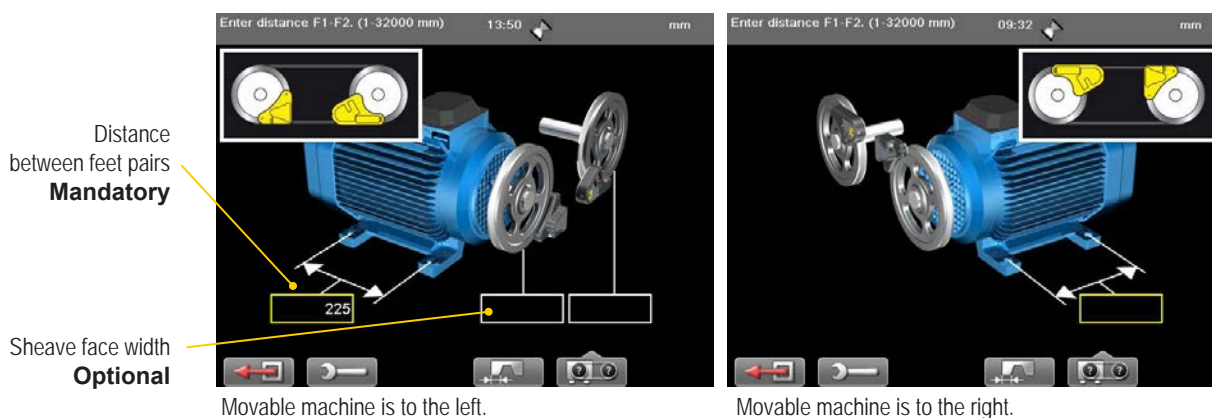 Enter distance F1-F2. (1-32000 mm) 13:50 mm
Distance
between feet pairs
Mandatory
225
Sheave face width
Optional
Movable machine is to the left.
Enter distance F1-F2. (1-32000 mm) 09:32 mm
? ?
? ?
Movable machine is to the right.